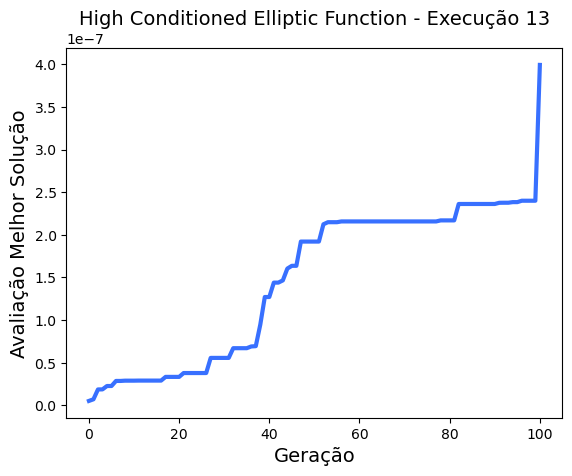 High Conditioned Elliptic Function - Execução 13
1e−7
Avaliação Melhor Solução
4.0
3.5
3.0
2.5
2.0
1.5
1.0
0.5
0.0
0 20 40 60 80 100
Geração